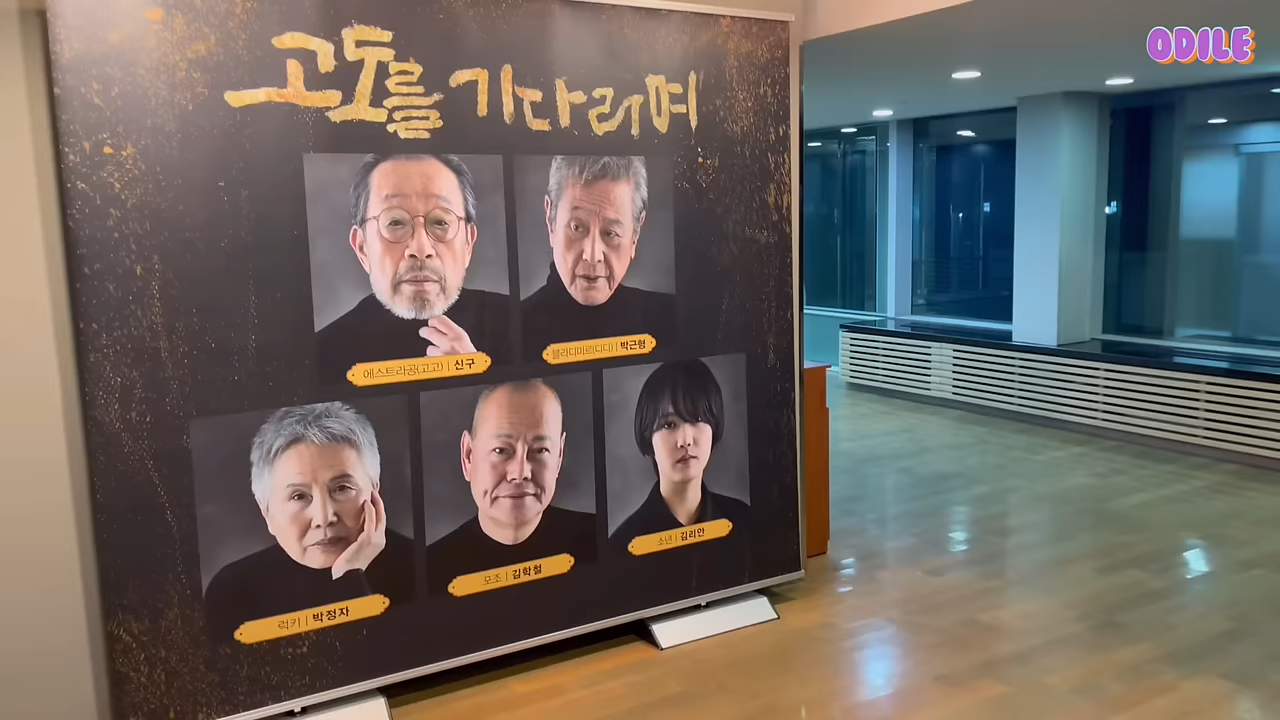 ODILE
고도를 기다리며
에스트라공(고고) | 신구
블라디미르(디디) | 박근형
럭키 | 박정자
포조 | 김학철
소년 | 김리안